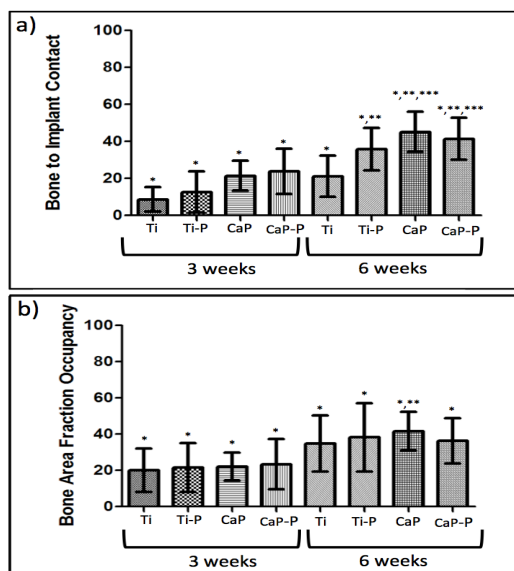 a)
Bone to Implant Contact
100
80
60
40
20
0
* * * * * *,** *,**,*** *,**,***
Ti Ti-P CaP CaP-P Ti Ti-P CaP CaP-P
3 weeks 6 weeks
b)
Bone Area Fraction Occupancy
100
80
60
40
20
0
* * * * * * *,** *
Ti Ti-P CaP CaP-P Ti Ti-P CaP CaP-P
3 weeks 6 weeks